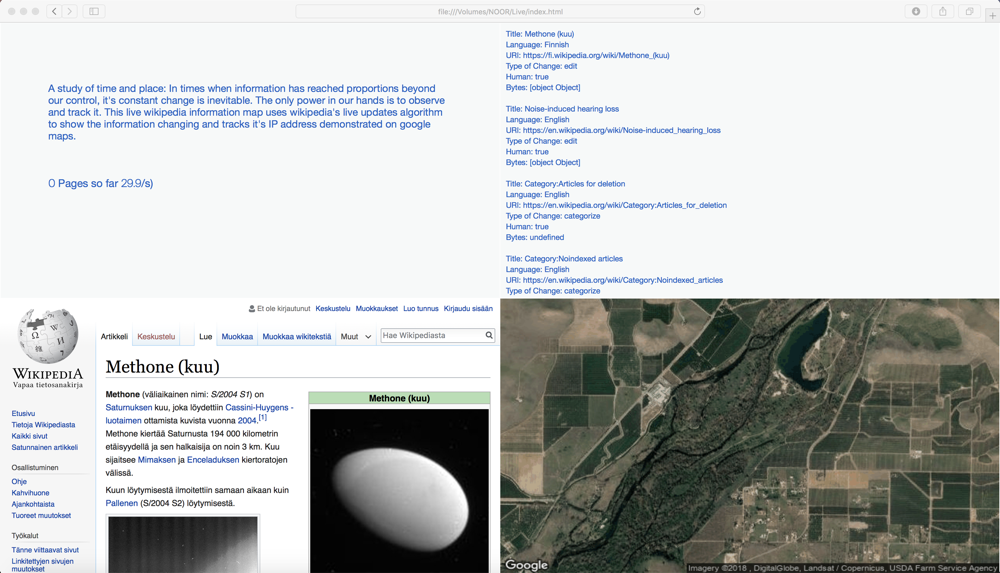 file:///Volumes/NOOR/Live/index.html
A study of time and place: In times when information has reached proportions beyond
our control, it's constant change is inevitable. The only power in our hands is to observe
and track it. This live wikipedia information map uses wikipedia's live updates algorithm
to show the information changing and tracks it's IP address demonstrated on google
maps.
0 Pages so far 29.9/s)
Title: Methone (kuu)
Language: Finnish
URI: https://fi.wikipedia.org/wiki/Methone_(kuu)
Type of Change: edit
Human: true
Bytes: [object Object]
Title: Noise-induced hearing loss
Language: English
URI: https://en.wikipedia.org/wiki/Noise-induced_hearing_loss
Type of Change: edit
Human: true
Bytes: [object Object]
Title: Category:Articles for deletion
Language: English
URI: https://en.wikipedia.org/wiki/Category:Articles_for_deletion
Type of Change: categorize
Human: true
Bytes: undefined
Title: Category:Noindexed articles
Language: English
URI: https://en.wikipedia.org/wiki/Category:Noindexed_articles
Type of Change: categorize
WIKIPEDIA
Vapaa tietosanakirja
Etusivu
Tietoja Wikipediasta
Kaikki sivut
Satunnainen artikkeli
Osallistuminen
Ohje
Kahvihuone
Ajankohtaista
Tuoreet muutokset
Työkalut
Tänne viittaavat sivut
Linkitettyjen sivujen
muutokset
Et ole kirjautunut Keskustelu Muokkaukset Luo tunnus Kirjaudu sisään
Artikkeli Keskustelu Lue Muokkaa Muokkaa wikitekstiä Muut Hae Wikipediasta
Methone (kuu)
Methone (väliaikainen nimi: S/2004 S1) on
Saturnuksen kuu, joka löydettiin Cassini-Huygens -
luotaimen ottamista kuvista vuonna 2004.[1]
Methone kiertää Saturnusta 194 000 kilometrin
etäisyydellä ja sen halkaisija on noin 3 km. Kuu
sijaitsee Mimaksen ja Enceladuksen kiertoratojen
välissä.
Kuun löytymisestä ilmoitettiin samaan aikaan kuin
Pallenen (S/2004 S2) löytymisestä.
Methone (kuu)
Google
Imagery ©2018 , DigitalGlobe, Landsat / Copernicus, USDA Farm Service Agency